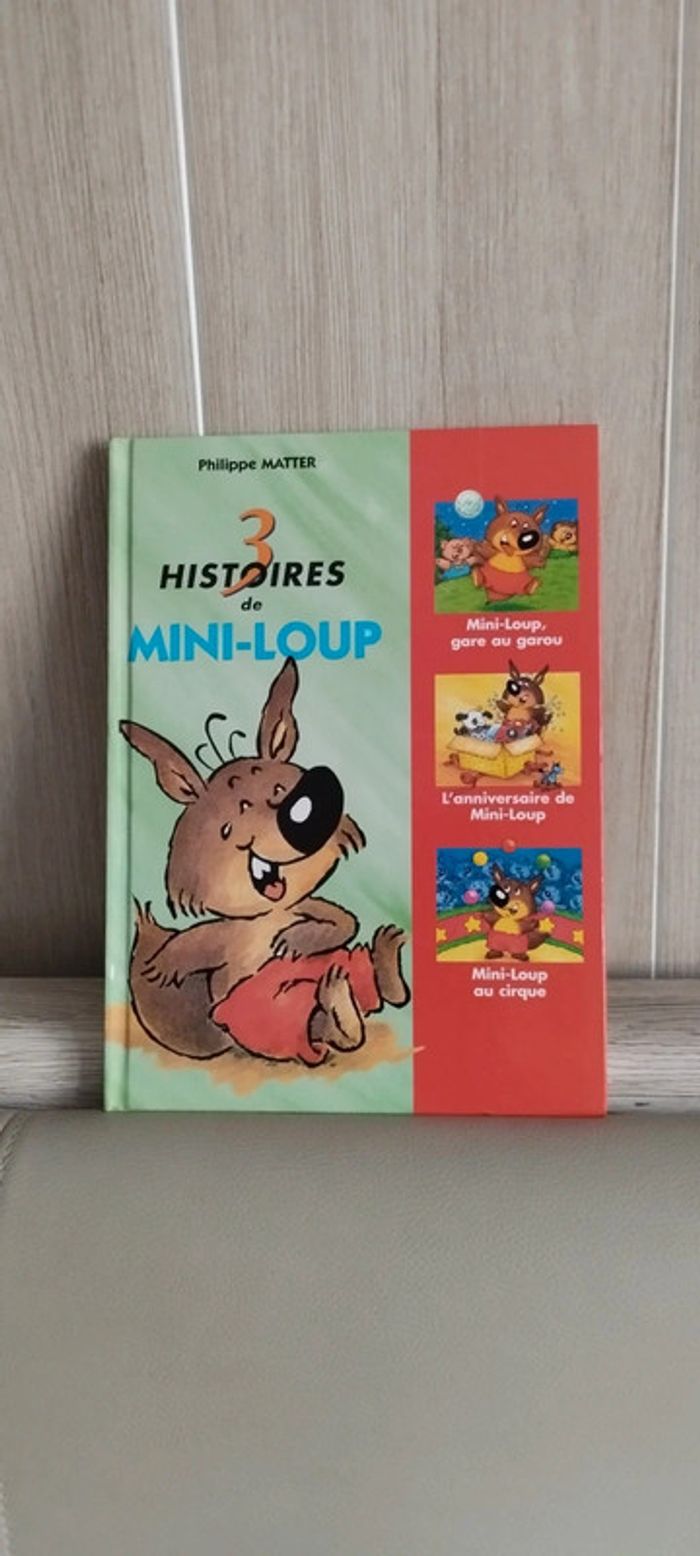 Philippe MATTER
3
HISTOIRES
de
MINI-LOUP
Mini-Loup,
gare au garou
L'anniversaire de
Mini-Loup
Mini-Loup
au cirque